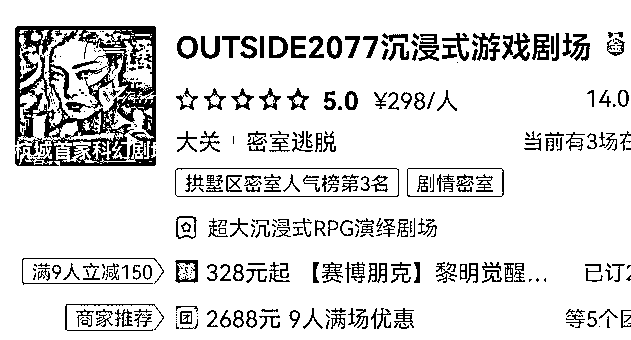 OUTSIDE2077沉浸式游戏剧场
5.0 ¥298/人 14.0
大关 密室逃脱 当前有3场在
杭城首家科幻剧
拱墅区密室人气榜第3名 剧情密室
超大沉浸式RPG演绎剧场
满9人立减150 328元起 【赛博朋克】黎明觉醒... 已订2
商家推荐 团 2688元 9人满场优惠 等5个团